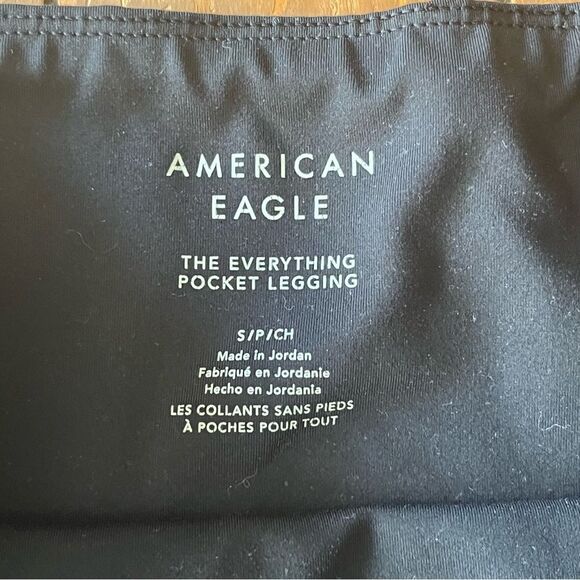 AMERICAN
EAGLE
THE EVERYTHING
POCKET LEGGING
S/P/CH
Made in Jordan
Fabriqué en Jordanie
Hecho en Jordania
LES COLLANTS SANS PIEDS
À POCHES POUR TOUT